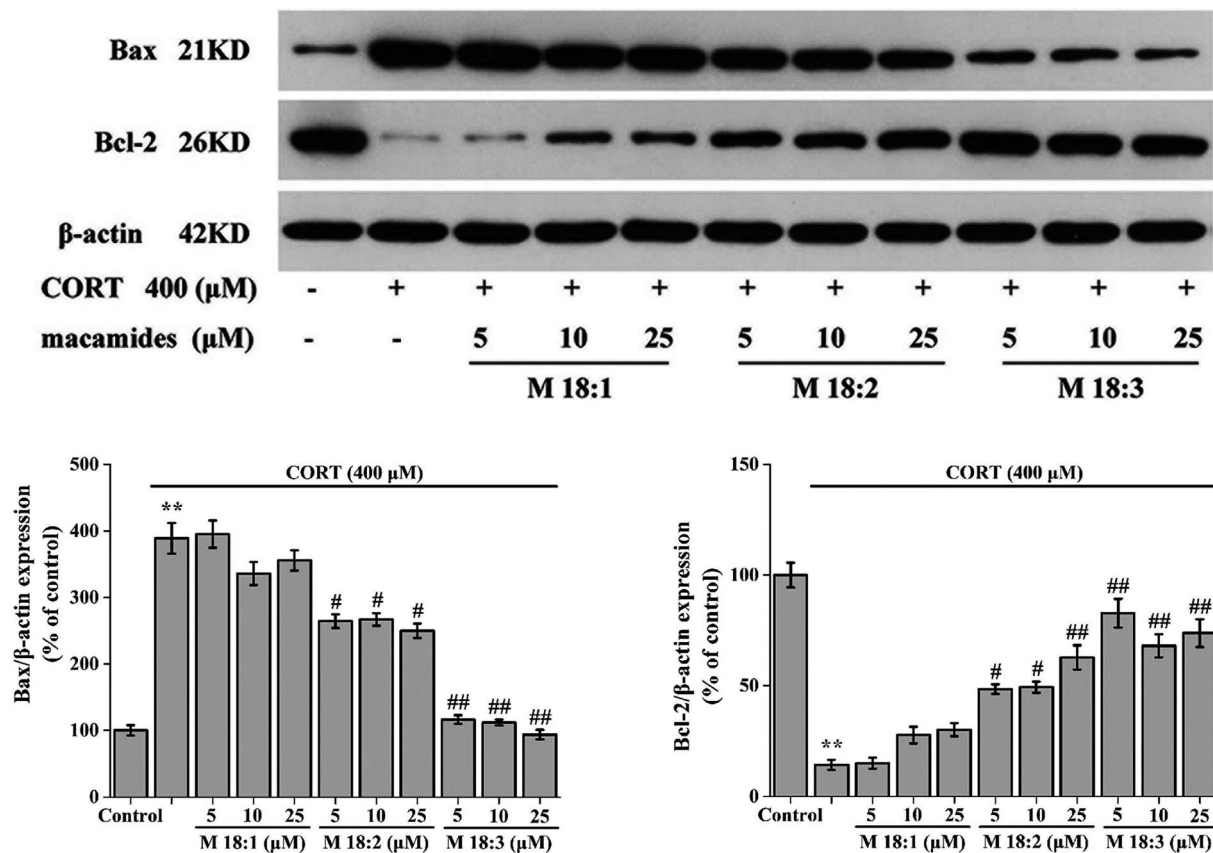 Bax 21KD
Bcl-2 26KD
β-actin 42KD
CORT 400 (μM) - + + + + + + + + + +
macamides (μM) - - 5 10 25 5 10 25 5 10 25
M 18:1 M 18:2 M 18:3
Bax/β-actin expression
(% of control)
500
400
300
200
100
0
CORT (400 μM)
**
# # #
## ## ##
Control 5 10 25 5 10 25 5 10 25
M 18:1 (μM) M 18:2 (μM) M 18:3 (μM)
Bcl-2/β-actin expression
(% of control)
150
100
50
0
CORT (400 μM)
**
# # ##
## ## ##
Control 5 10 25 5 10 25 5 10 25
M 18:1 (μM) M 18:2 (μM) M 18:3 (μM)